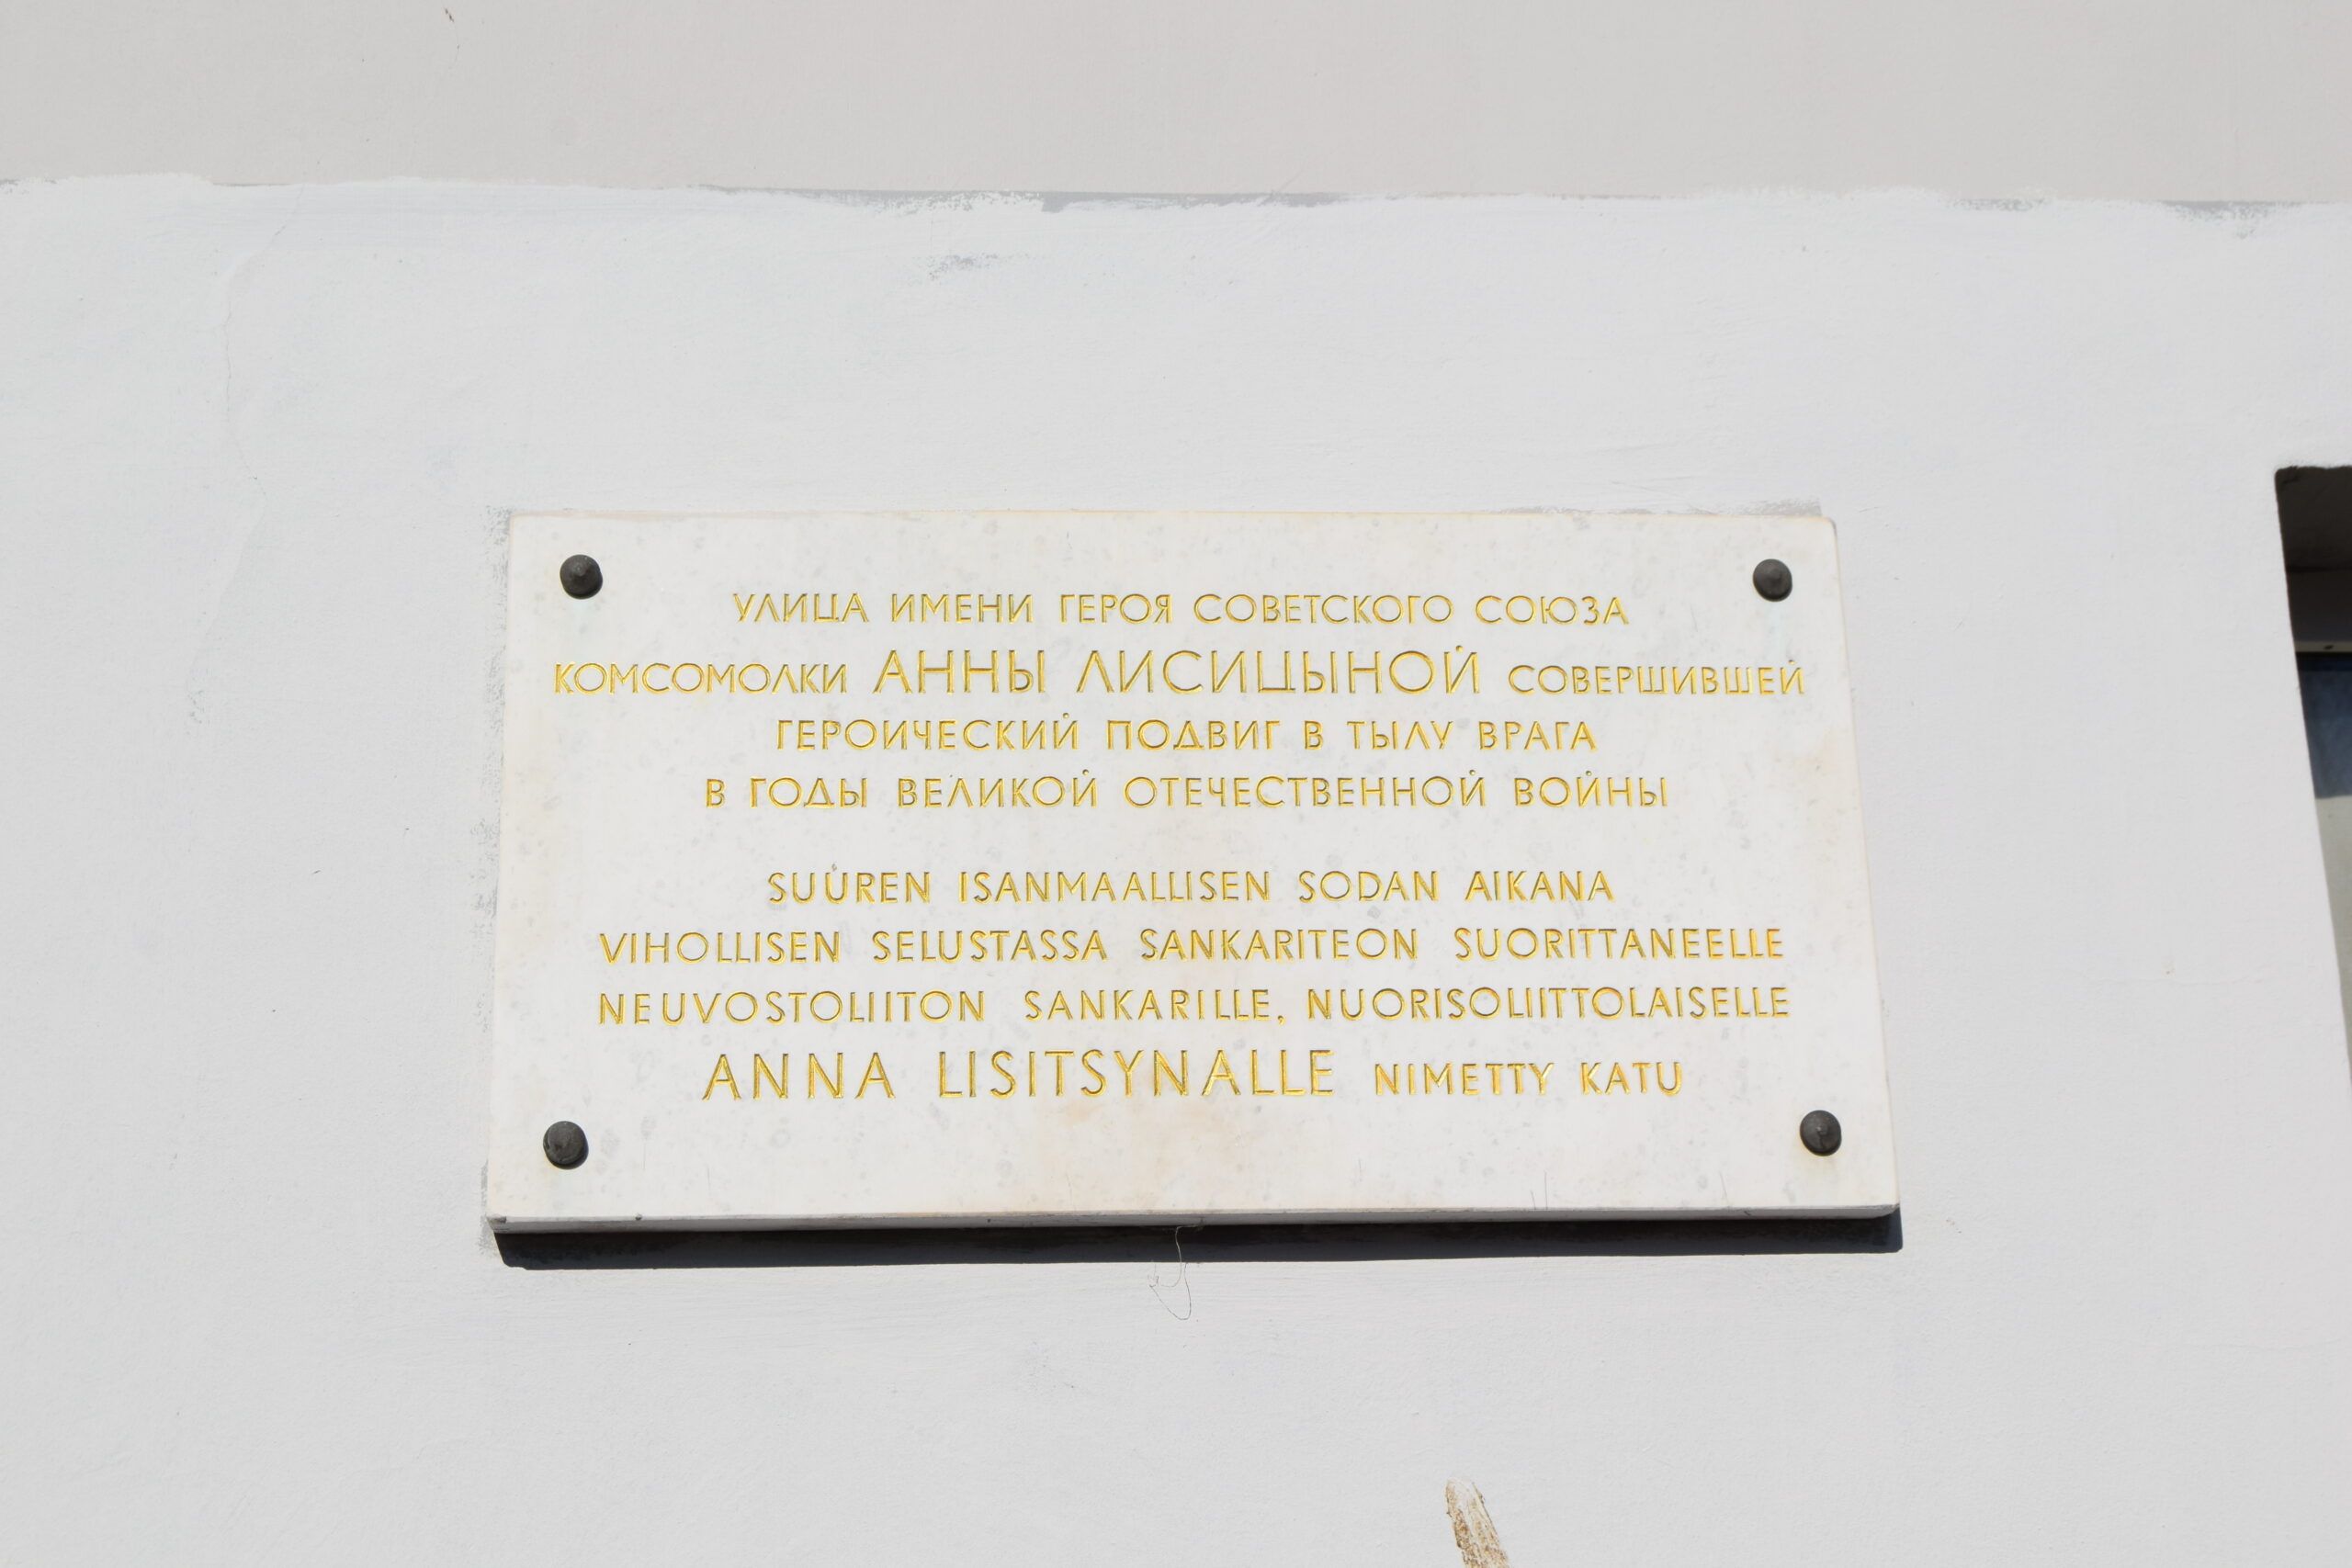 УЛИЦА ИМЕНИ ГЕРОЯ СОВЕТСКОГО СОЮЗА
КОМСОМОЛКИ АННЫ ЛИСИЦЫНОЙ СОВЕРШИВШЕЙ
ГЕРОИЧЕСКИЙ ПОДВИГ В ТЫЛУ ВРАГА
В ГОДЫ ВЕЛИКОЙ ОТЕЧЕСТВЕННОЙ ВОЙНЫ
SUUREN ISANMAALLISEN SODAN AIKANA
VIHOLLISEN SELUSTASSA SANKARITEON SUORITTANEELLE
NEUVOSTOLIITON SANKARILLE, NUORISOLIITTOLAISELLE
ANNA LISITSYNALLE NIMETTY KATU